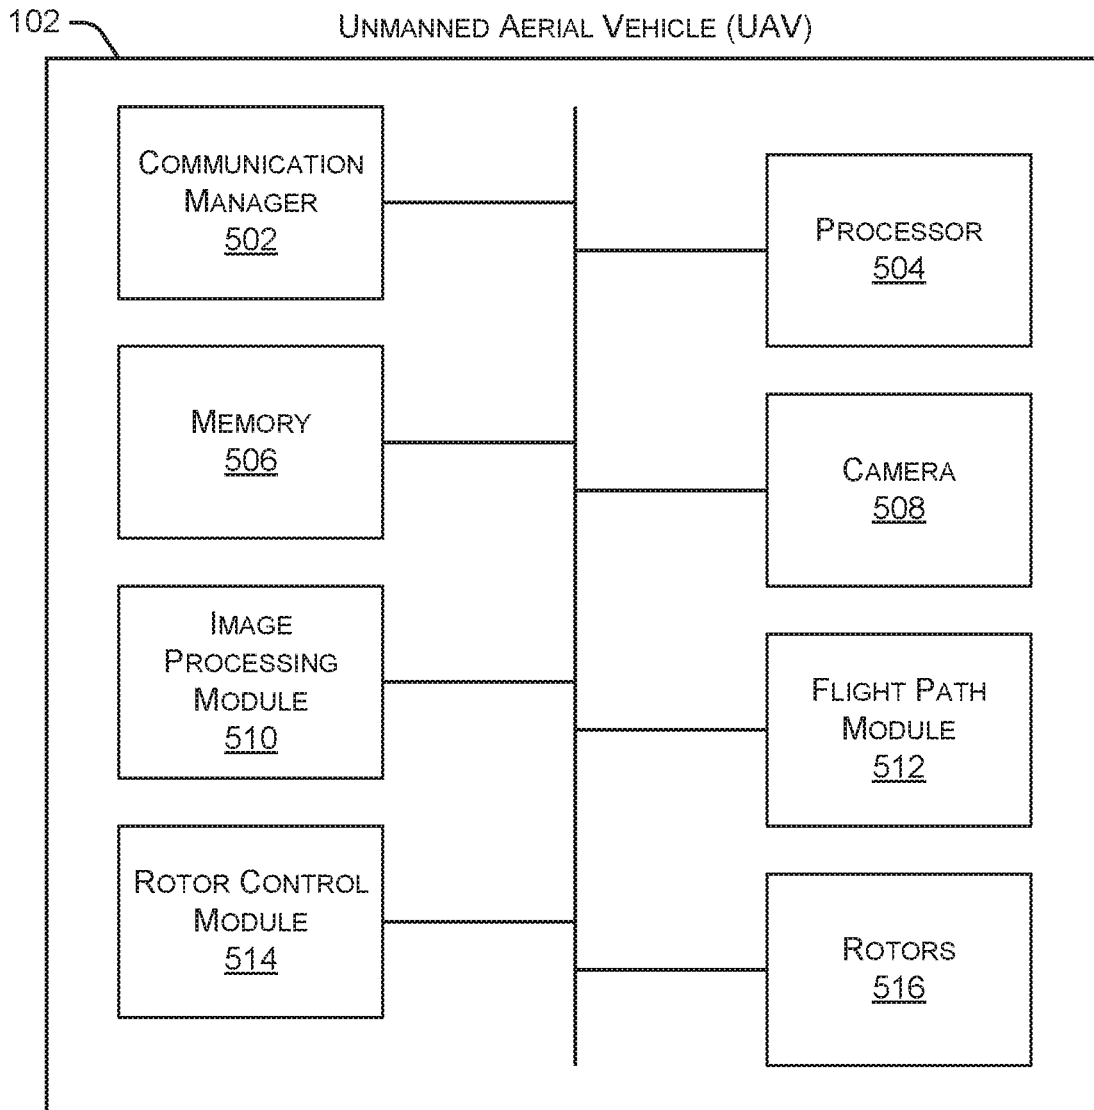 102
UNMANNED AERIAL VEHICLE (UAV)
COMMUNICATION
MANAGER
502
PROCESSOR
504
MEMORY
506
CAMERA
508
IMAGE
PROCESSING
MODULE
510
FLIGHT PATH
MODULE
512
ROTOR CONTROL
MODULE
514
ROTORS
516